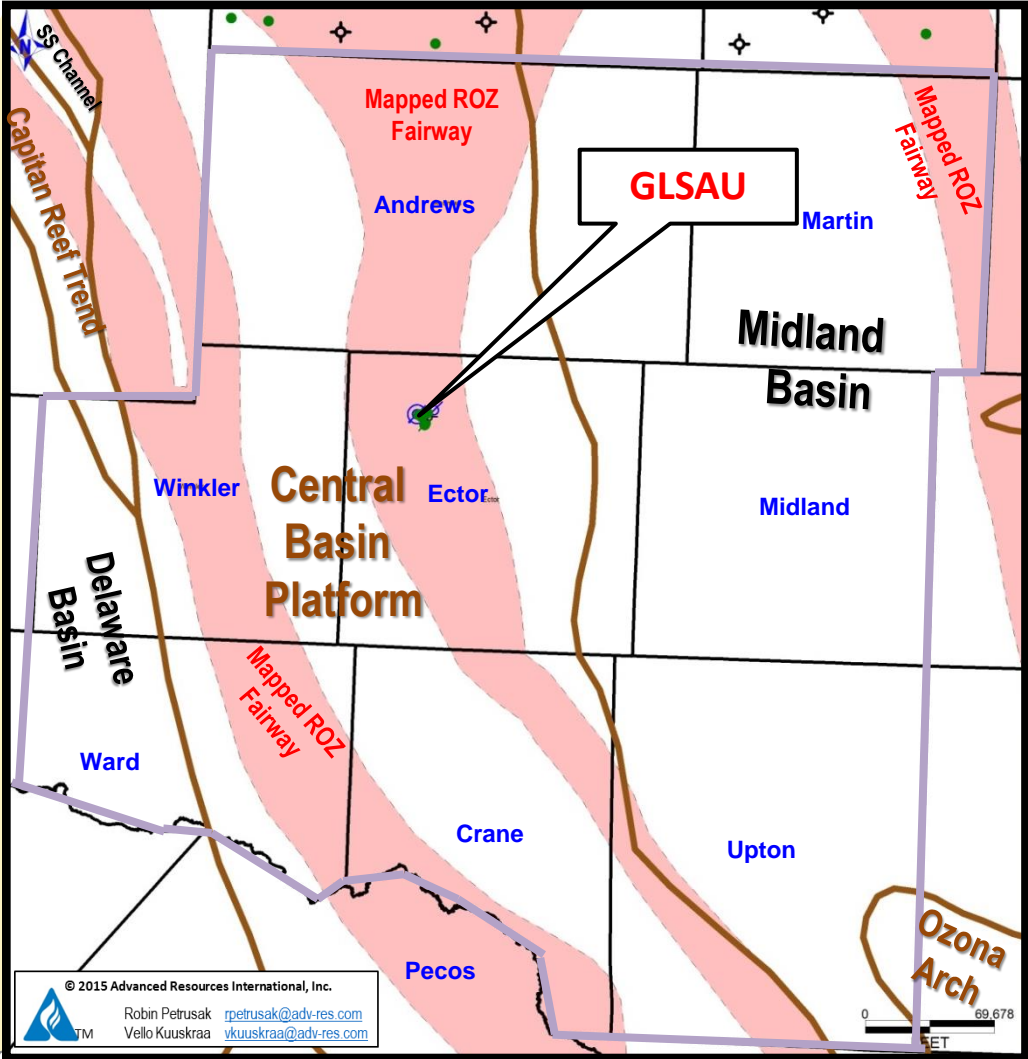 N
SS Channel
Capitan Reef Trend
Mapped ROZ
Fairway
Mapped ROZ
Fairway
GLSAU
Andrews
Martin
Midland
Basin
Winkler
Central
Basin
Platform
Ector
Ector
Midland
Delaware
Basin
Mapped ROZ
Fairway
Ward
Crane
Upton
Pecos
Ozona
Arch
© 2015 Advanced Resources International, Inc.
Robin Petrusak rpetrusak@adv-res.com
Vello Kuuskraa vkuuskraa@adv-res.com
TM
0 69,678
FEET